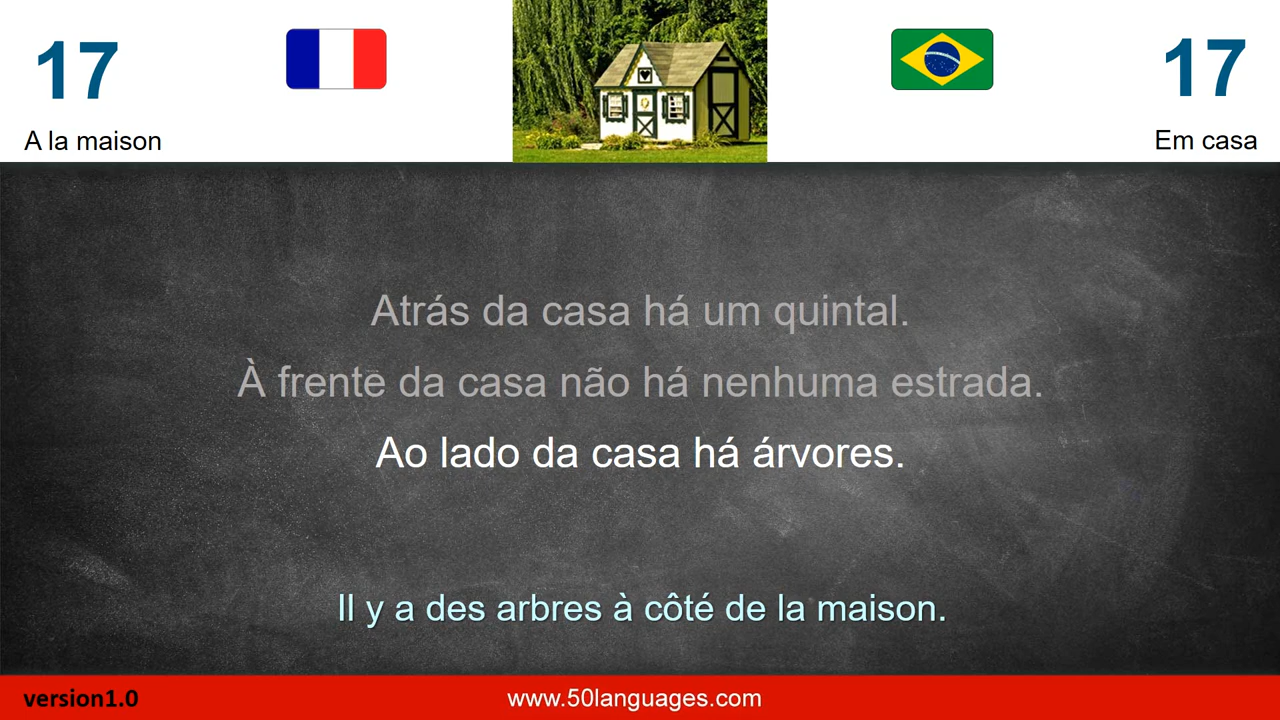 17
17
A la maison
Em casa
Atrás da casa há um quintal.
À frente da casa não há nenhuma estrada.
Ao lado da casa há árvores.
Il y a des arbres à côté de la maison.
version1.0
www.50languages.com